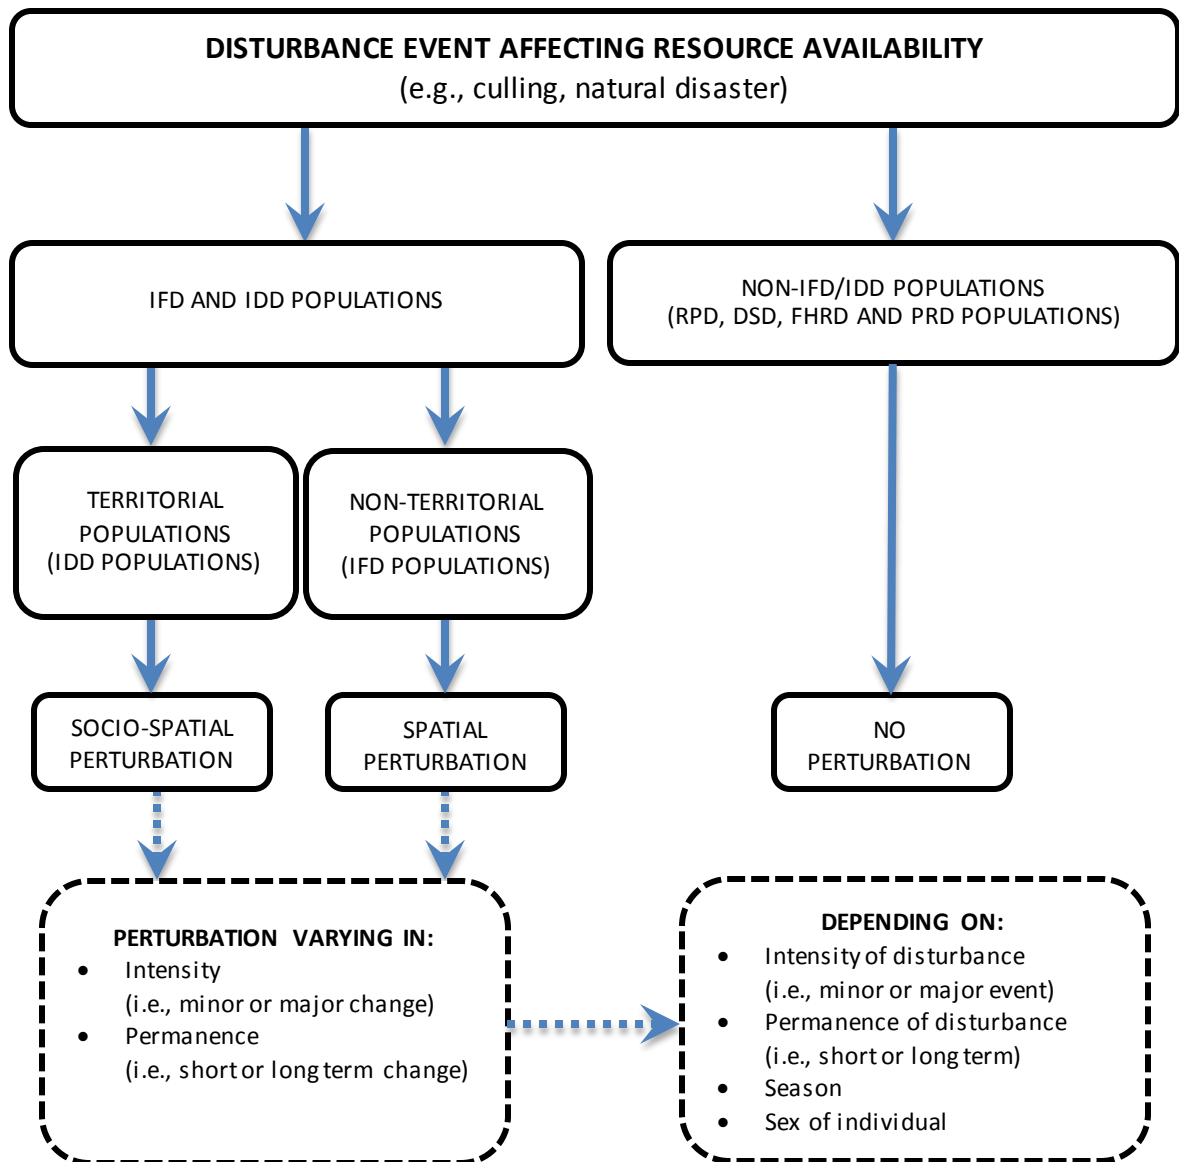 DISTURBANCE EVENT AFFECTING RESOURCE AVAILABILITY
(e.g., culling, natural disaster)
IFD AND IDD POPULATIONS
NON-IFD/IDD POPULATIONS
(RPD, DSD, FHRD AND PRD POPULATIONS)
TERRITORIAL
POPULATIONS
(IDD POPULATIONS)
NON-TERRITORIAL
POPULATIONS
(IFD POPULATIONS)
SOCIO-SPATIAL
PERTURBATION
SPATIAL
PERTURBATION
NO
PERTURBATION
PERTURBATION VARYING IN:
• Intensity
(i.e., minor or major change)
• Permanence
(i.e., short or long term change)
DEPENDING ON:
• Intensity of disturbance
(i.e., minor or major event)
• Permanence of disturbance
(i.e., short or long term)
• Season
• Sex of individual